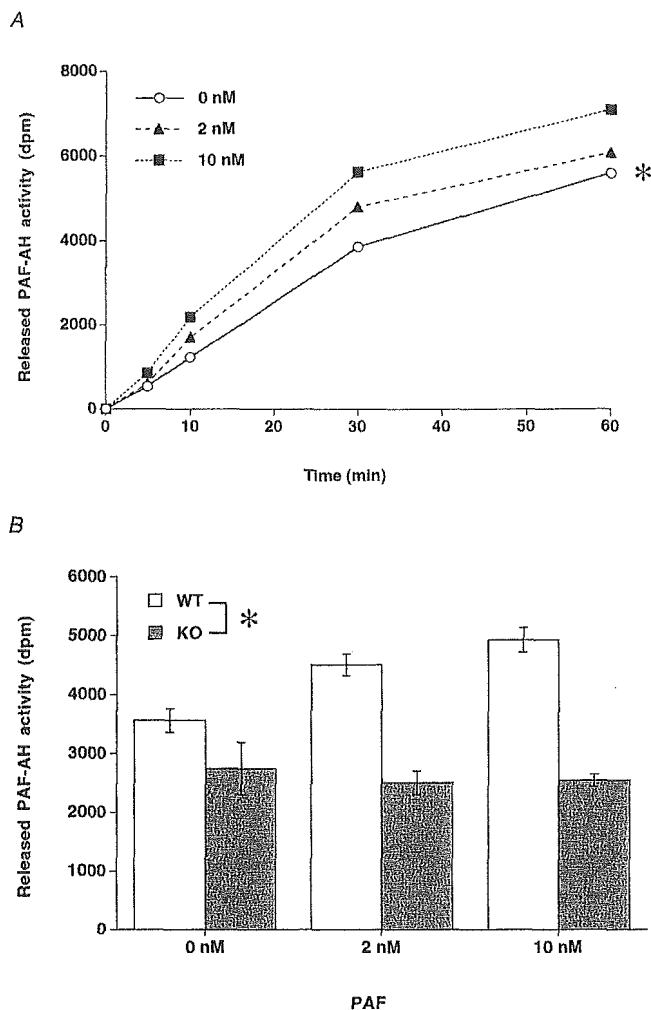 A
Released PAF-AH activity (dpm)
8000
6000
4000
2000
0
0 nM
2 nM
10 nM
*
0 10 20 30 40 50 60
Time (min)
B
Released PAF-AH activity (dpm)
6000
5000
4000
3000
2000
1000
0
WT
KO
*
0 nM 2 nM 10 nM
PAF